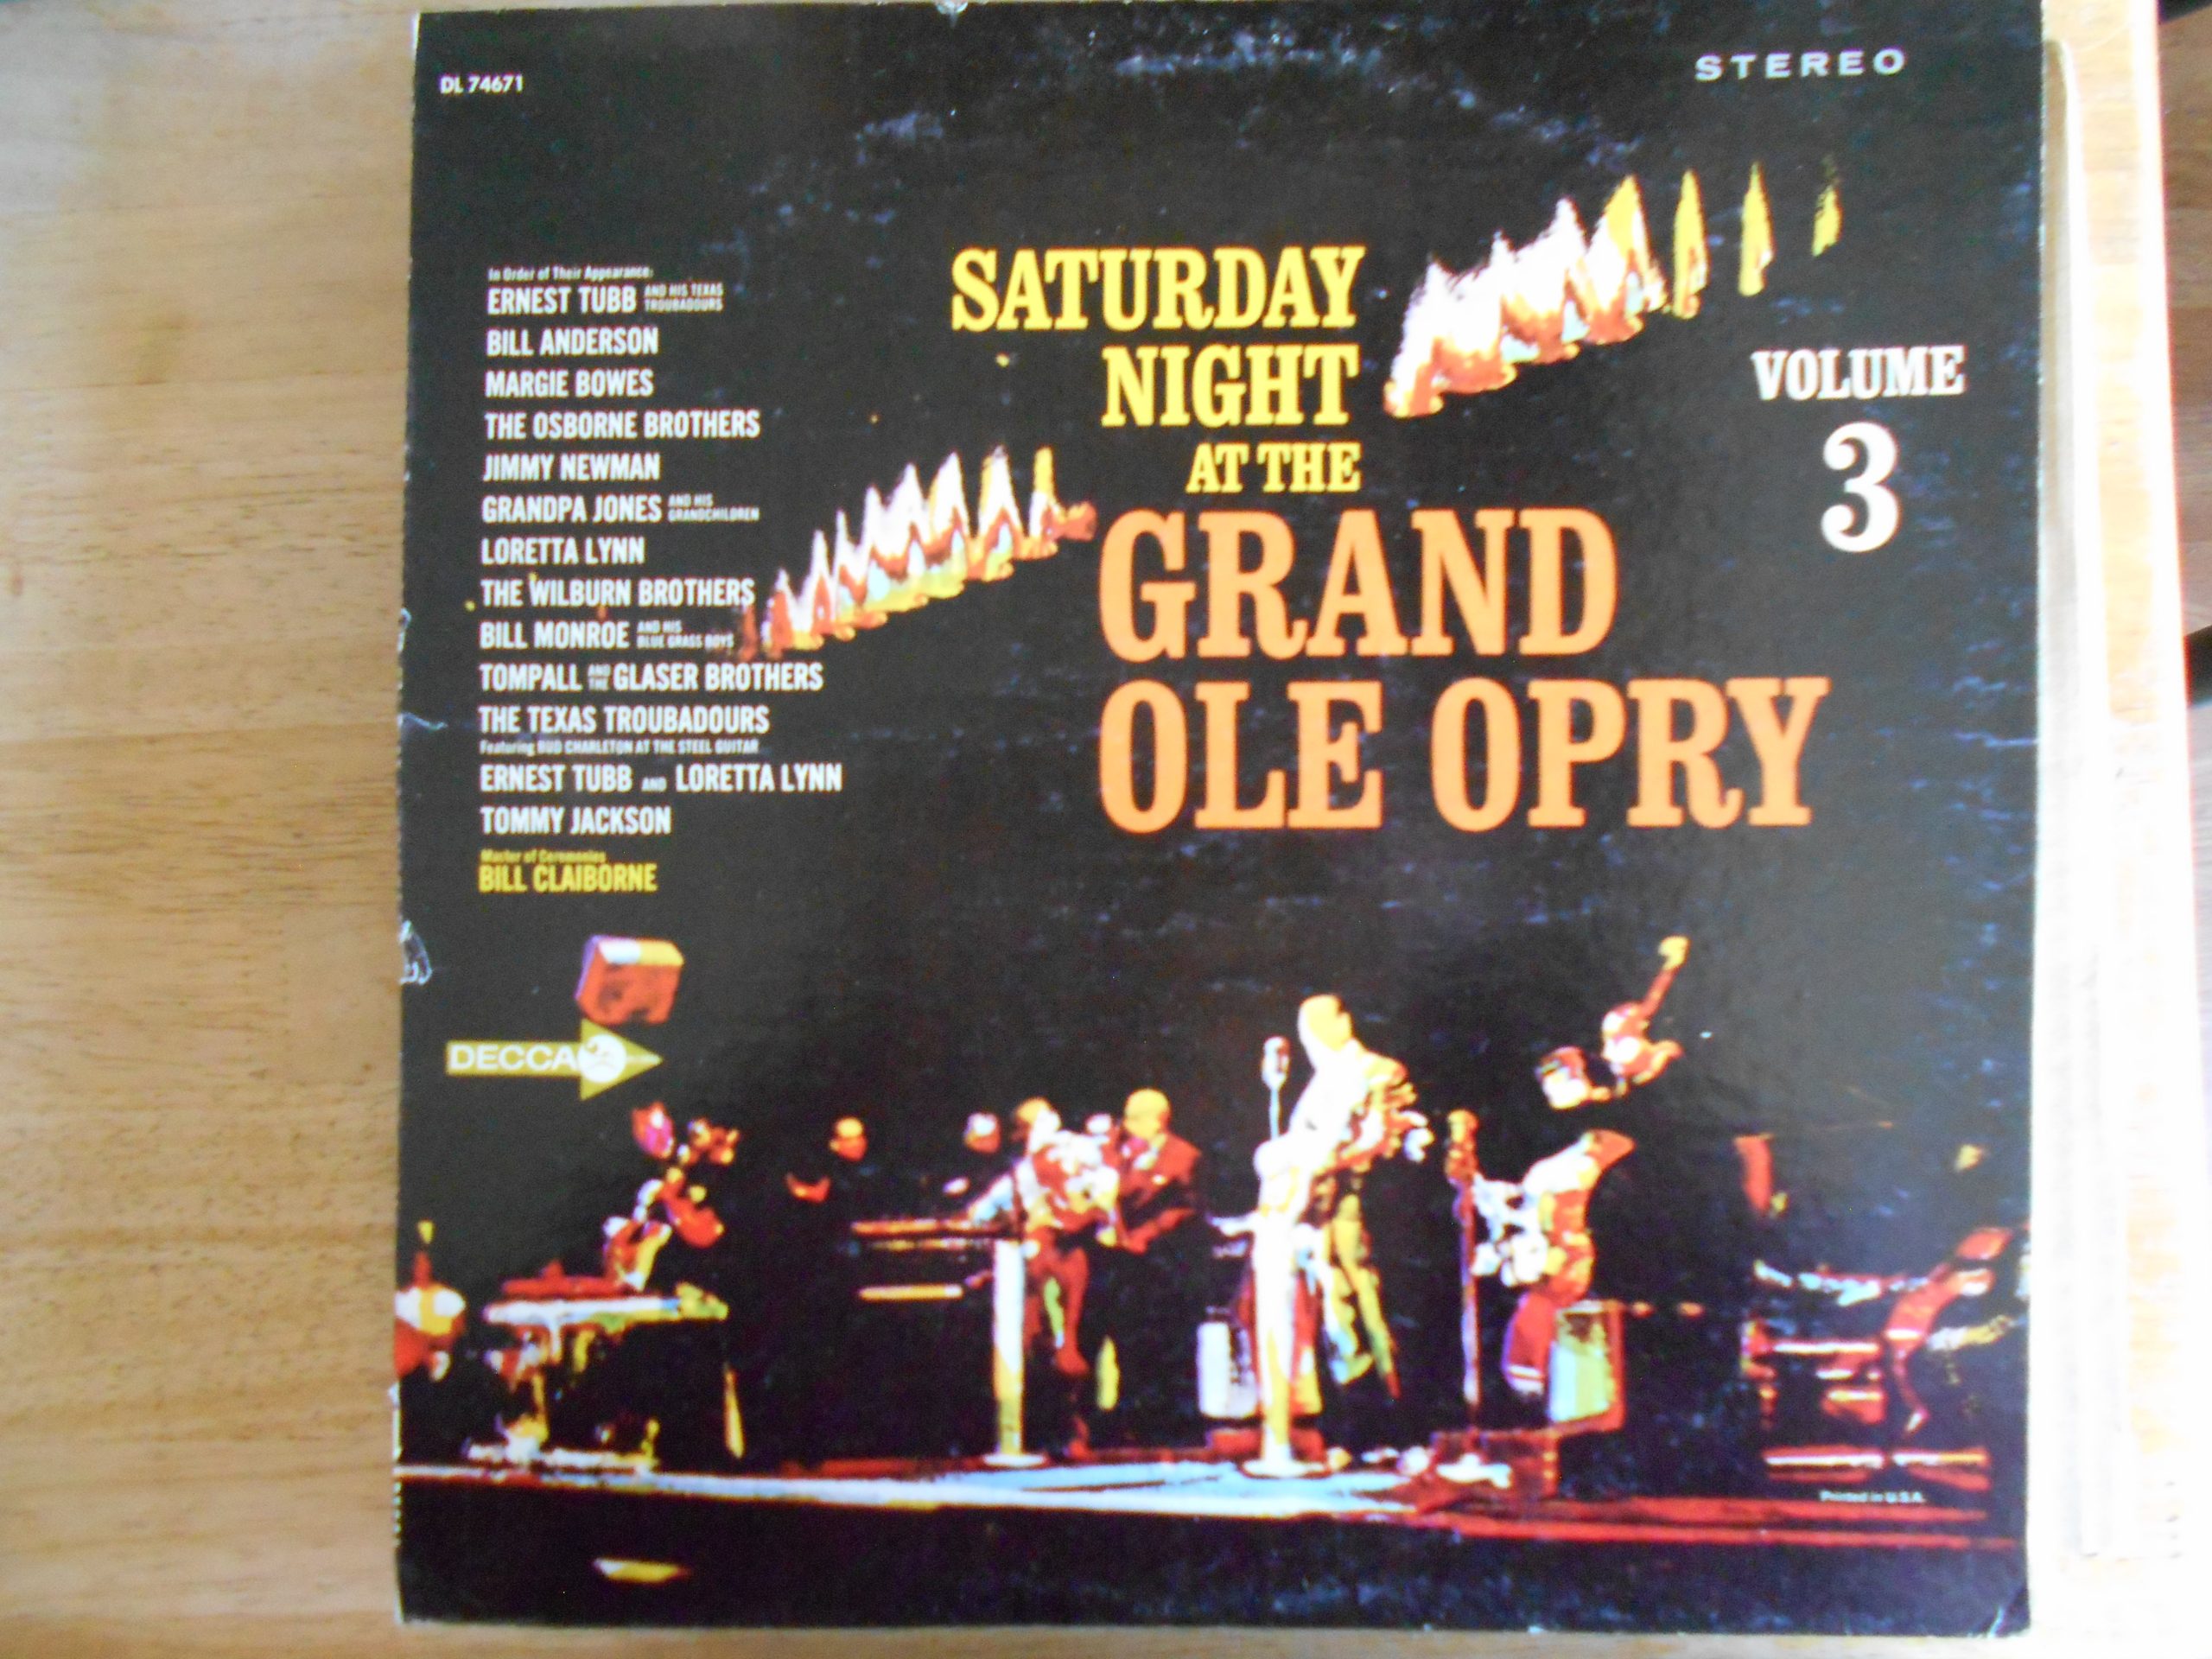 DL 74671
STEREO
In Order of Their Appearance:
ERNEST TUBB AND HIS TEXAS TROUBADOURS
BILL ANDERSON
MARGIE BOWES
THE OSBORNE BROTHERS
JIMMY NEWMAN
GRANDPA JONES AND HIS GRANDCHILDREN
LORETTA LYNN
THE WILBURN BROTHERS
BILL MONROE AND HIS BLUE GRASS BOYS
TOMPALL AND THE GLASER BROTHERS
THE TEXAS TROUBADOURS
Featuring BUD CHARLETON AT THE STEEL GUITAR
ERNEST TUBB AND LORETTA LYNN
TOMMY JACKSON
Master of Ceremonies
BILL CLAIBORNE
SATURDAY
NIGHT
AT THE
GRAND
OLE OPRY
VOLUME
3
DECCA
Printed in U.S.A.